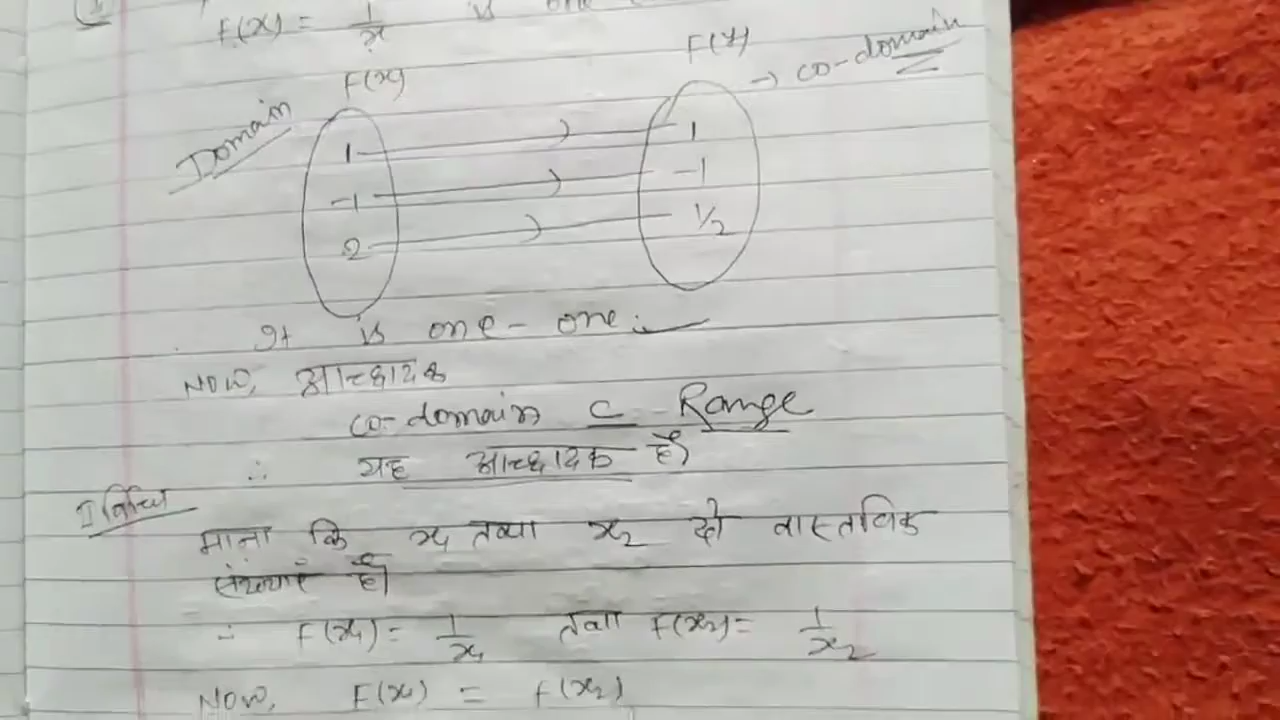 F(x) = 1/x is one
F(x) F(y)
Domain → co-domain
1 1
-1 -1
2 1/2
It is one-one.
Now, आच्छादक
co-domain ⊂ Range
∴ यह आच्छादक है।
I विधि
माना कि x₁ तथा x₂ दो वास्तविक
संख्याएं है।
∴ F(x₁) = 1/x₁ तथा F(x₂) = 1/x₂
Now, F(x₁) = F(x₂)